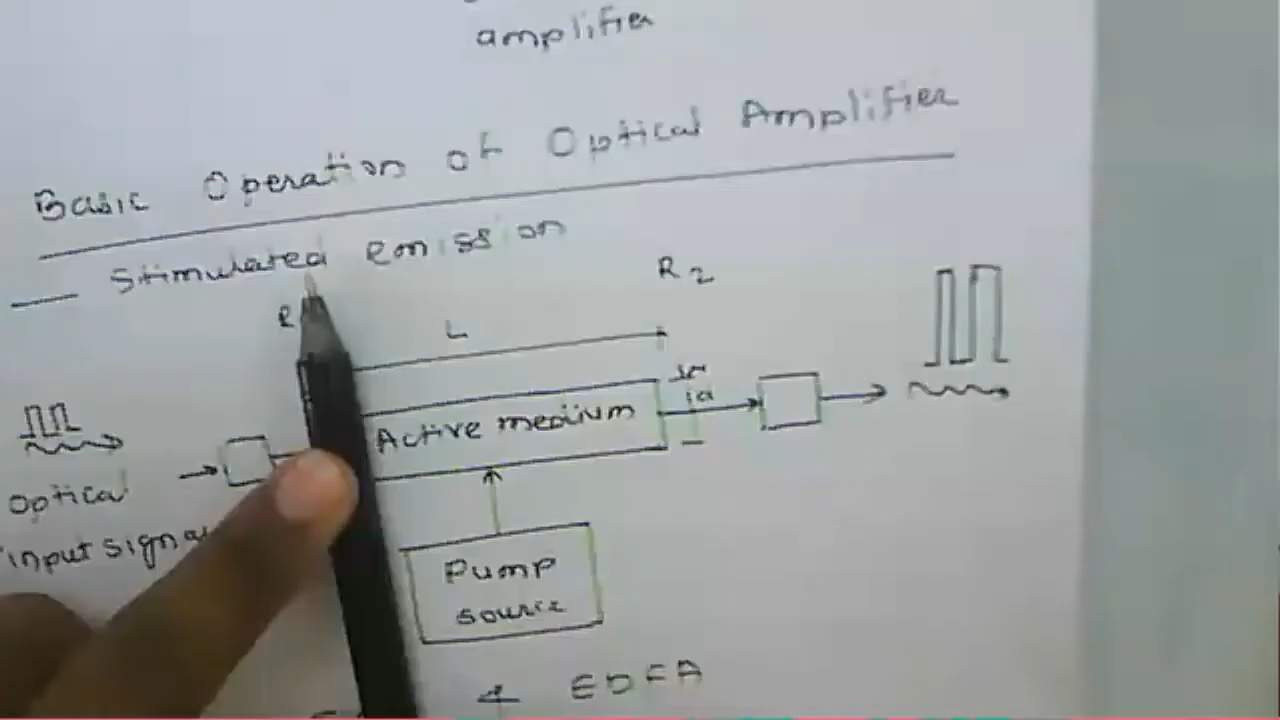 amplifier
Basic Operation of Optical Amplifier
Stimulated emission
R2
L
Active medium
Optical
input signal
Pump
source
EDFA